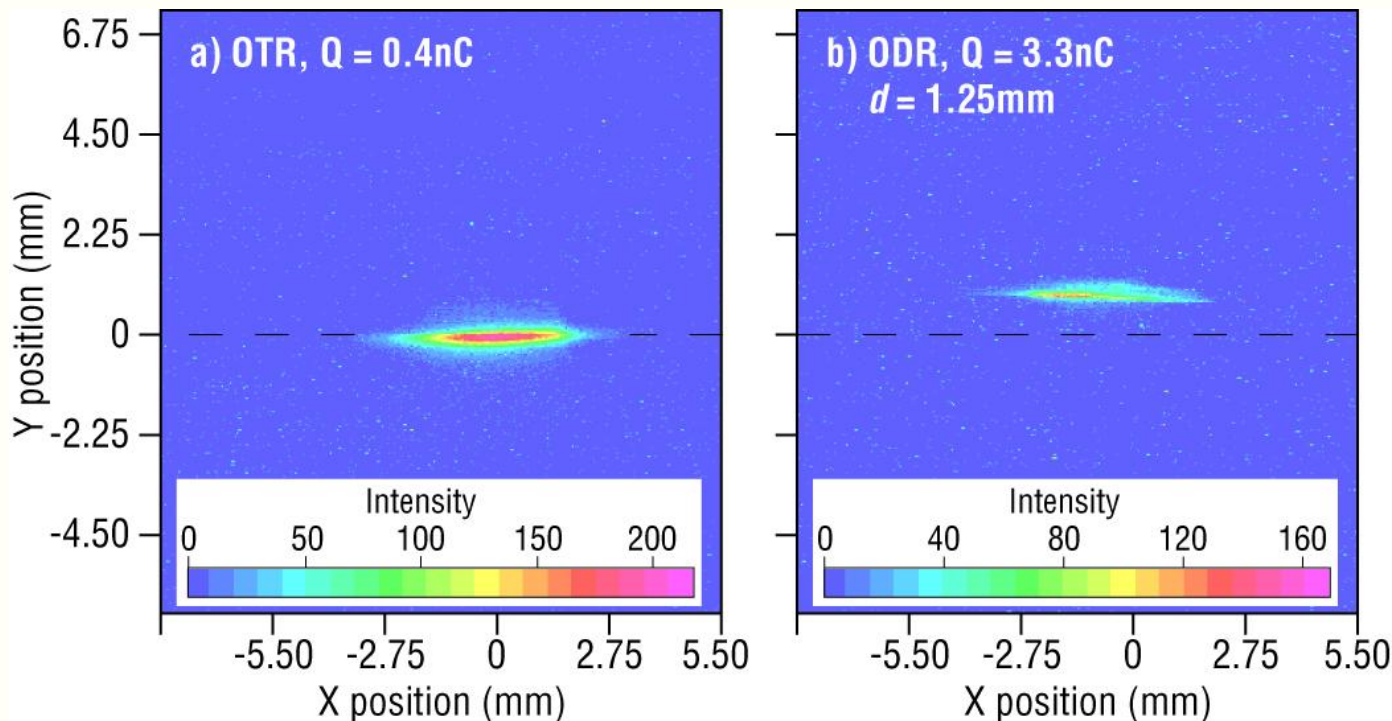 a) OTR, Q = 0.4nC
6.75
4.50
2.25
0
-2.25
-4.50
Y position (mm)
Intensity
0 50 100 150 200
-5.50 -2.75 0 2.75 5.50
X position (mm)
b) ODR, Q = 3.3nC
d = 1.25mm
Intensity
0 40 80 120 160
-5.50 -2.75 0 2.75 5.50
X position (mm)